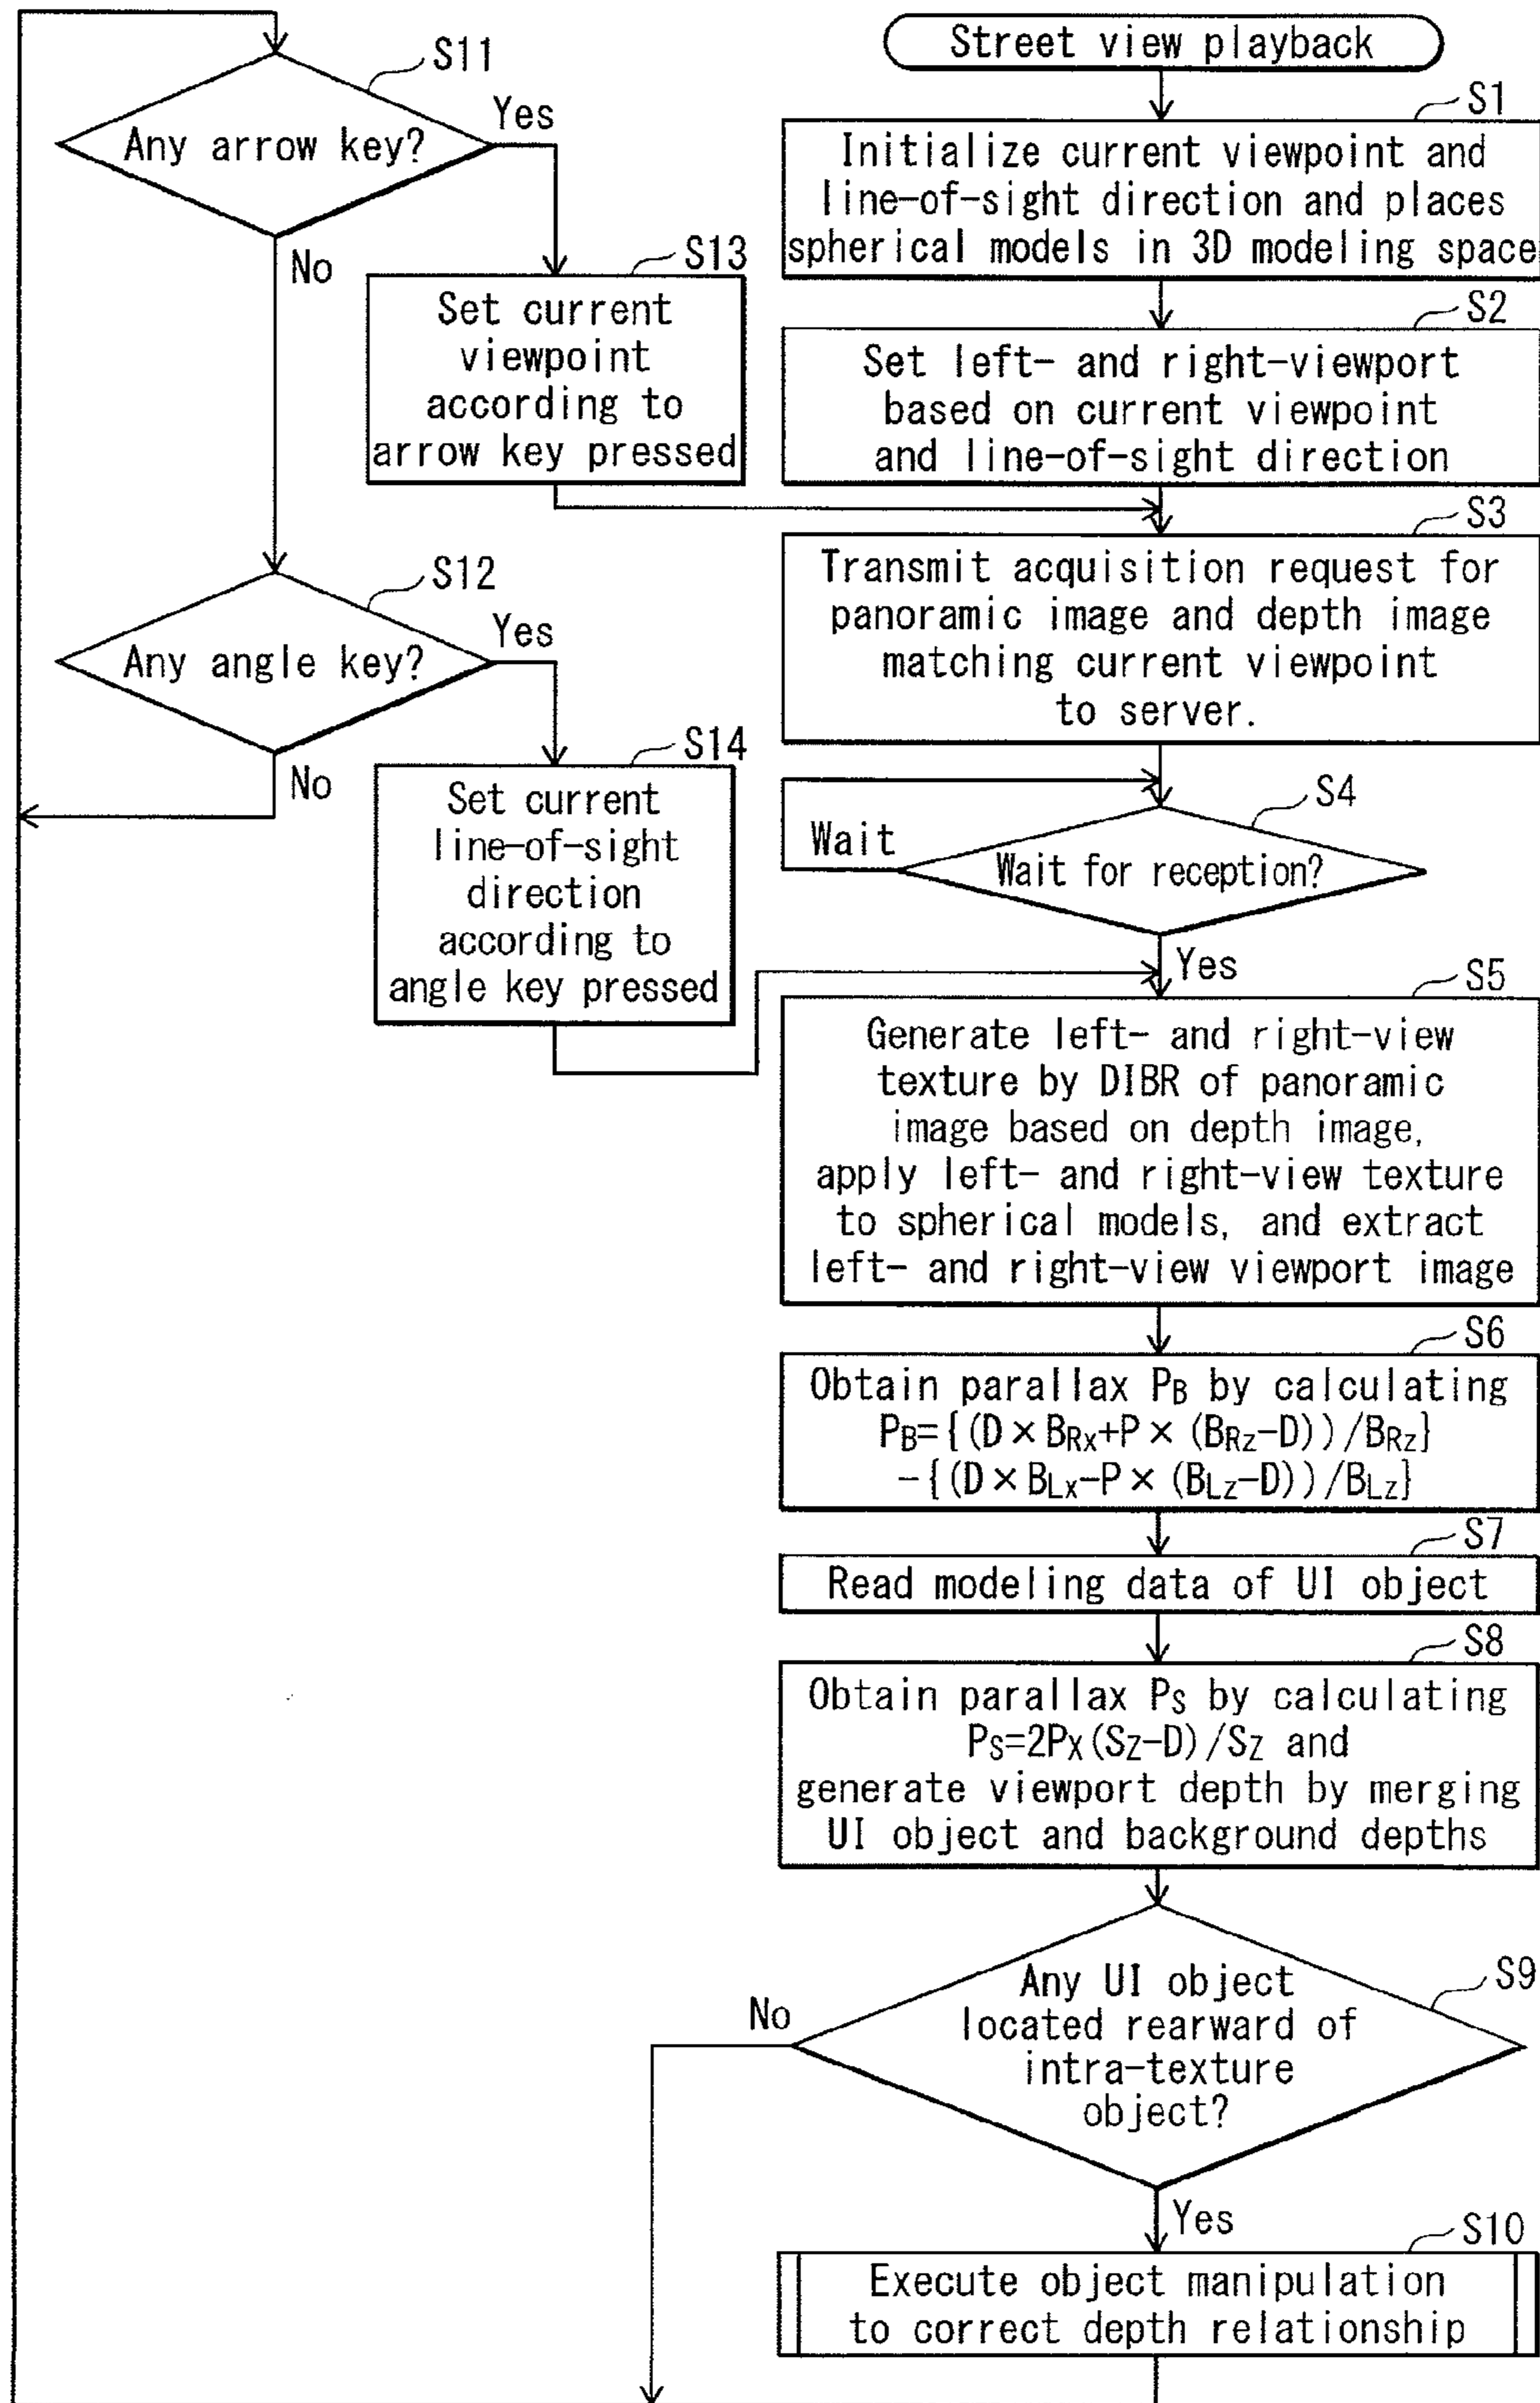 Street view playback
S1
Initialize current viewpoint and
line-of-sight direction and places
spherical models in 3D modeling space
S2
Set left- and right-viewport
based on current viewpoint
and line-of-sight direction
S3
Transmit acquisition request for
panoramic image and depth image
matching current viewpoint
to server.
S4
Wait for reception?
Wait
Yes
S5
Generate left- and right-view
texture by DIBR of panoramic
image based on depth image,
apply left- and right-view texture
to spherical models, and extract
left- and right-view viewport image
S6
Obtain parallax PB by calculating
PB={(D×BRx+P×(BRz-D))/BRz}
-{(D×BLx-P×(BLz-D))/BLz}
S7
Read modeling data of UI object
S8
Obtain parallax PS by calculating
PS=2PX(SZ-D)/SZ and
generate viewport depth by merging
UI object and background depths
S9
Any UI object
located rearward of
intra-texture
object?
No
Yes
S10
Execute object manipulation
to correct depth relationship
S11
Any arrow key?
Yes
No
S13
Set current
viewpoint
according to
arrow key pressed
S12
Any angle key?
Yes
No
S14
Set current
line-of-sight
direction
according to
angle key pressed